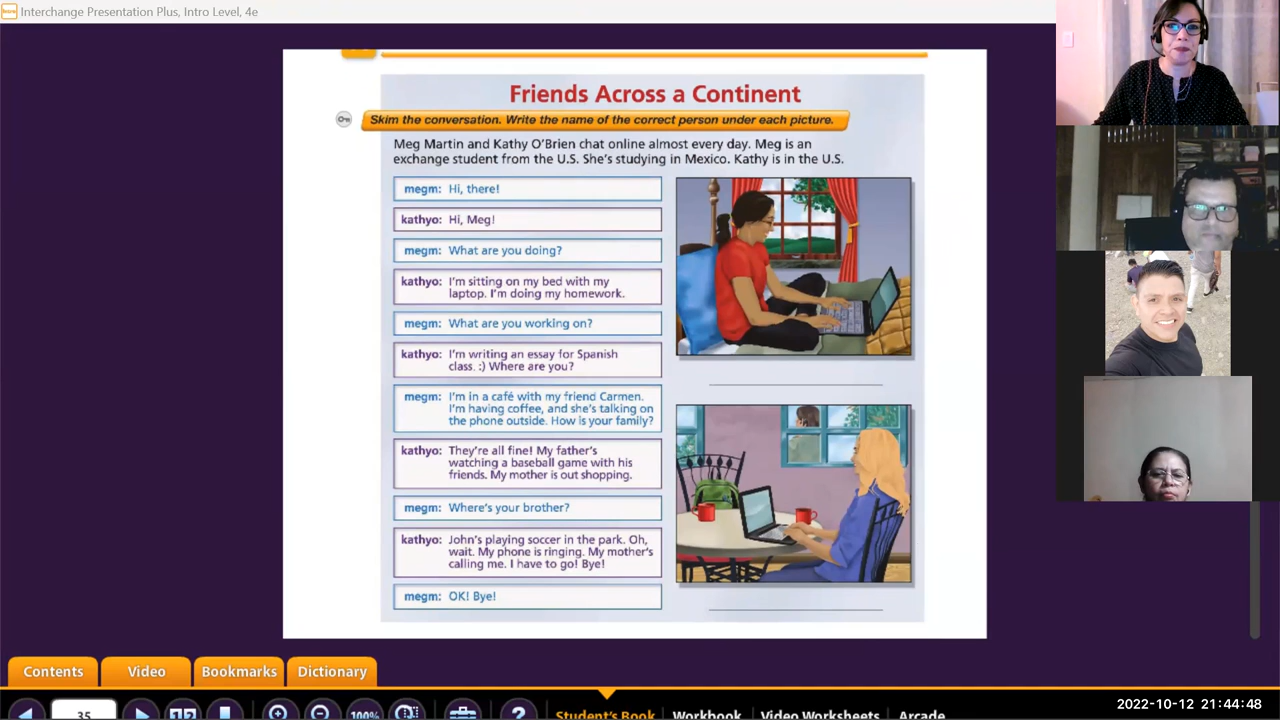 Interchange Presentation Plus, Intro Level, 4e
Friends Across a Continent
Skim the conversation. Write the name of the correct person under each picture.
Meg Martin and Kathy O'Brien chat online almost every day. Meg is an
exchange student from the U.S. She's studying in Mexico. Kathy is in the U.S.
megm: Hi, there!
kathyo: Hi, Meg!
megm: What are you doing?
kathyo: I'm sitting on my bed with my
laptop. I'm doing my homework.
megm: What are you working on?
kathyo: I'm writing an essay for Spanish
class. :) Where are you?
megm: I'm in a café with my friend Carmen.
I'm having coffee, and she's talking on
the phone outside. How is your family?
kathyo: They're all fine! My father's
watching a baseball game with his
friends. My mother is out shopping.
megm: Where's your brother?
kathyo: John's playing soccer in the park. Oh,
wait. My phone is ringing. My mother's
calling me. I have to go! Bye!
megm: OK! Bye!
Contents Video Bookmarks Dictionary
35 100% ? Student's Book Workbook Video Worksheets Arcade
2022-10-12 21:44:48